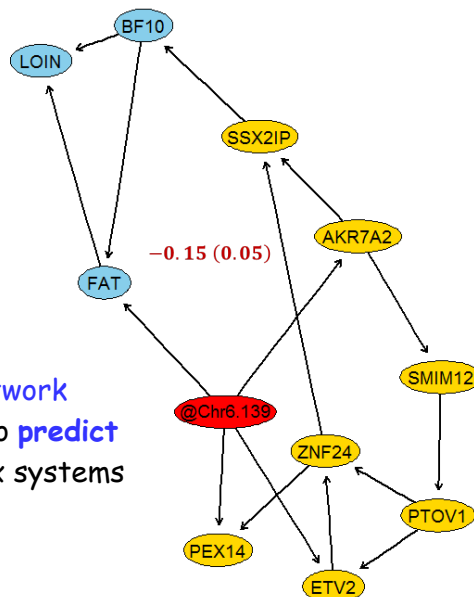 BF10
LOIN
SSX2IP
AKR7A2
−0.15 (0.05)
FAT
SMIM12
@Chr6.139
ZNF24
PTOV1
PEX14
ETV2
work
predict
systems